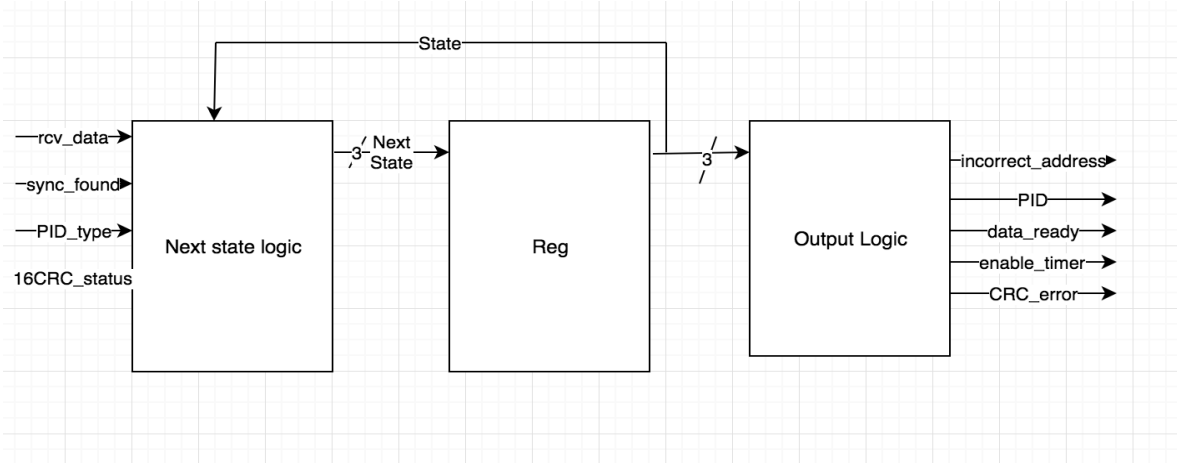 State
rcv_data
sync_found
PID_type
16CRC_status
Next state logic
3
Next
State
Reg
3
Output Logic
incorrect_address
PID
data_ready
enable_timer
CRC_error